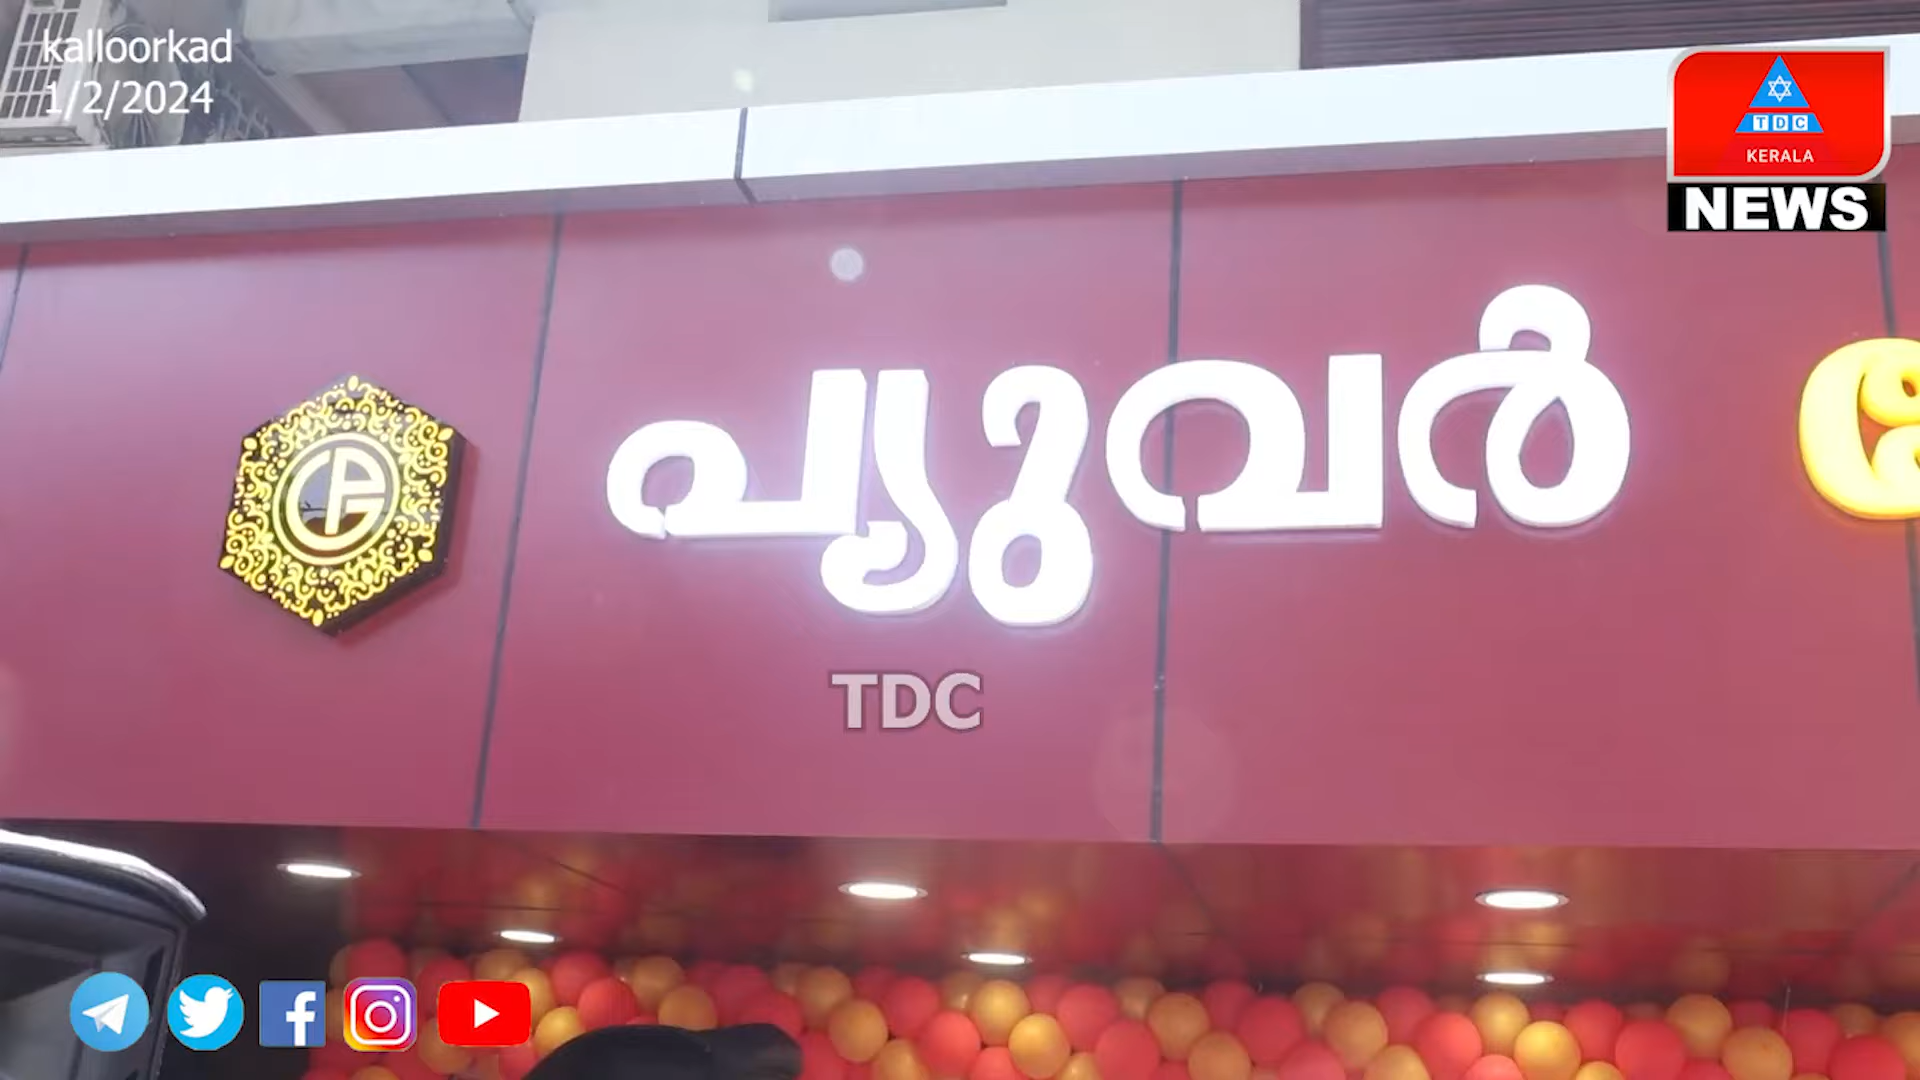 kalloorkad
1/2/2024
TDC
KERALA
NEWS
പ്യുവർ
TDC